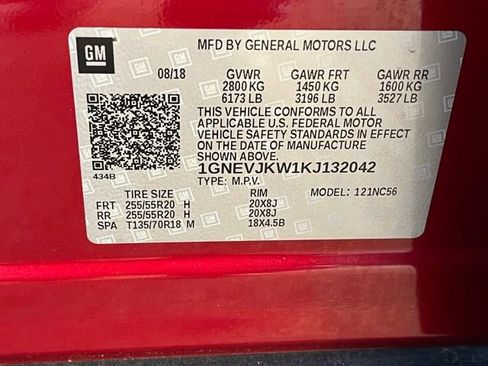 GM
MFD BY GENERAL MOTORS LLC
08/18 GVWR GAWR FRT GAWR RR
2800 KG 1450 KG 1600 KG
6173 LB 3196 LB 3527 LB
THIS VEHICLE CONFORMS TO ALL
APPLICABLE U.S. FEDERAL MOTOR
VEHICLE SAFETY STANDARDS IN EFFECT
ON THE DATE OF MANUFACTURE SHOWN ABOVE.
1GNEVJKW1KJ132042
434B TYPE: M.P.V. MODEL: 121NC56
TIRE SIZE RIM
FRT 255/55R20 H 20X8J
RR 255/55R20 H 20X8J
SPA T135/70R18 M 18X4.5B